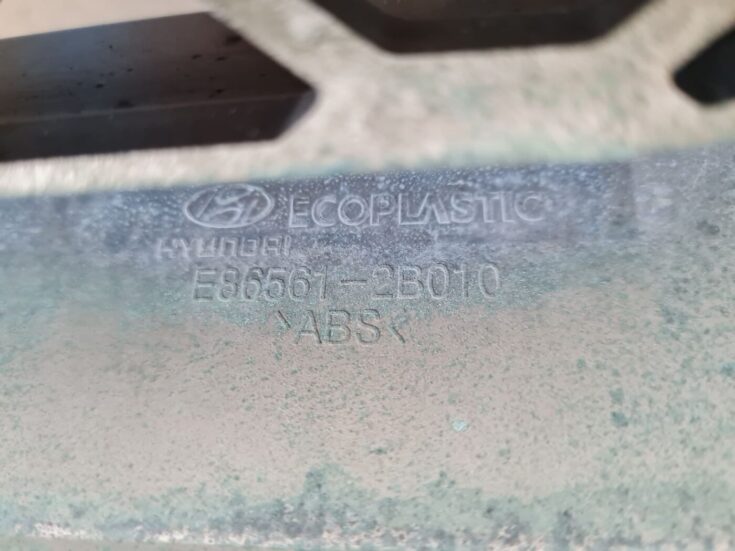 ECOPLASTIC
HYUNDAI
E86561-2B010
>ABS<